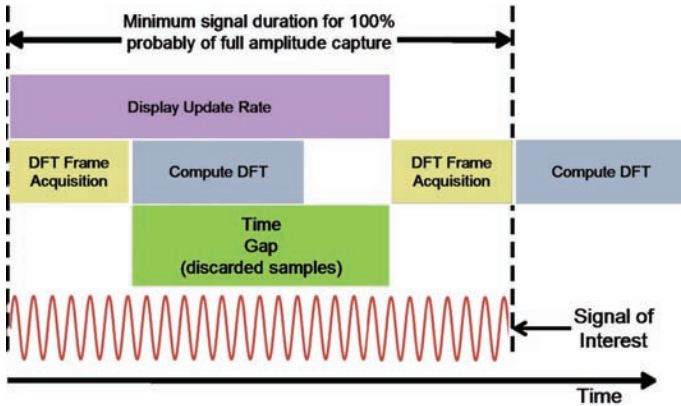 Minimum signal duration for 100%
probably of full amplitude capture
Display Update Rate
DFT Frame
Acquisition
Compute DFT
DFT Frame
Acquisition
Compute DFT
Time
Gap
(discarded samples)
Signal of
Interest
Time